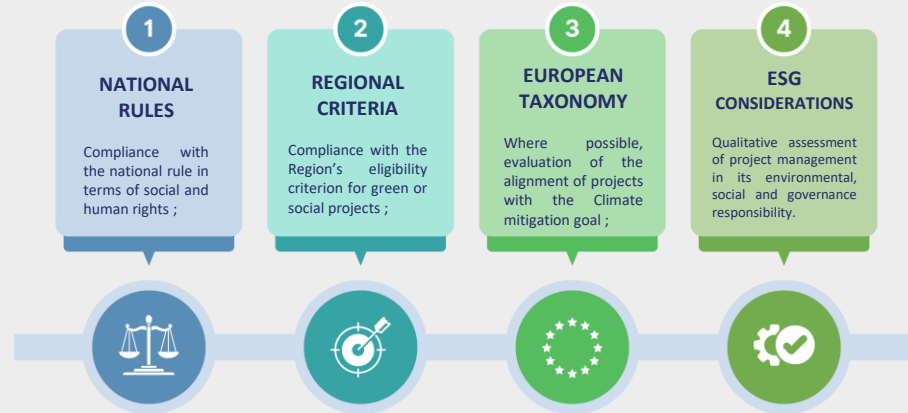 1
NATIONAL
RULES
Compliance with
the national rule in
terms of social and
human rights ;
2
REGIONAL
CRITERIA
Compliance with the
Region's eligibility
criterion for green or
social projects ;
3
EUROPEAN
TAXONOMY
Where possible,
evaluation of the
alignment of projects
with the Climate
mitigation goal ;
4
ESG
CONSIDERATIONS
Qualitative assessment
of project management
in its environmental,
social and governance
responsibility.